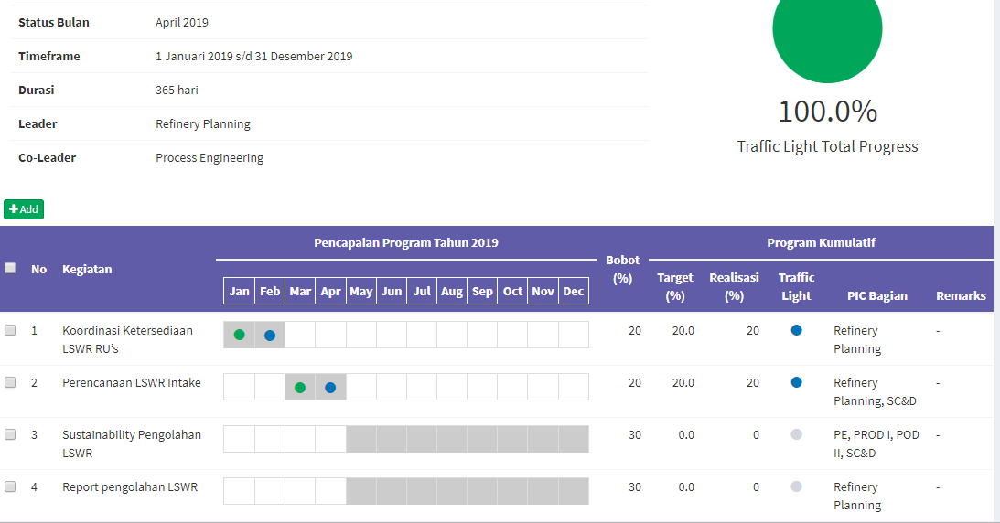 Status Bulan April 2019
Timeframe 1 Januari 2019 s/d 31 Desember 2019
Durasi 365 hari
Leader Refinery Planning
Co-Leader Process Engineering
100.0%
Traffic Light Total Progress
+Add
No Kegiatan Pencapaian Program Tahun 2019 Bobot (%) Program Kumulatif
Jan Feb Mar Apr May Jun Jul Aug Sep Oct Nov Dec
Target (%) Realisasi (%) Traffic Light PIC Bagian Remarks
1 Koordinasi Ketersediaan 20 20.0 20 Refinery -
LSWR RU's Planning
2 Perencanaan LSWR Intake 20 20.0 20 Refinery -
Planning, SC&D
3 Sustainability Pengolahan 30 0.0 0 PE, PROD I, POD -
LSWR II, SC&D
4 Report pengolahan LSWR 30 0.0 0 Refinery -
Planning